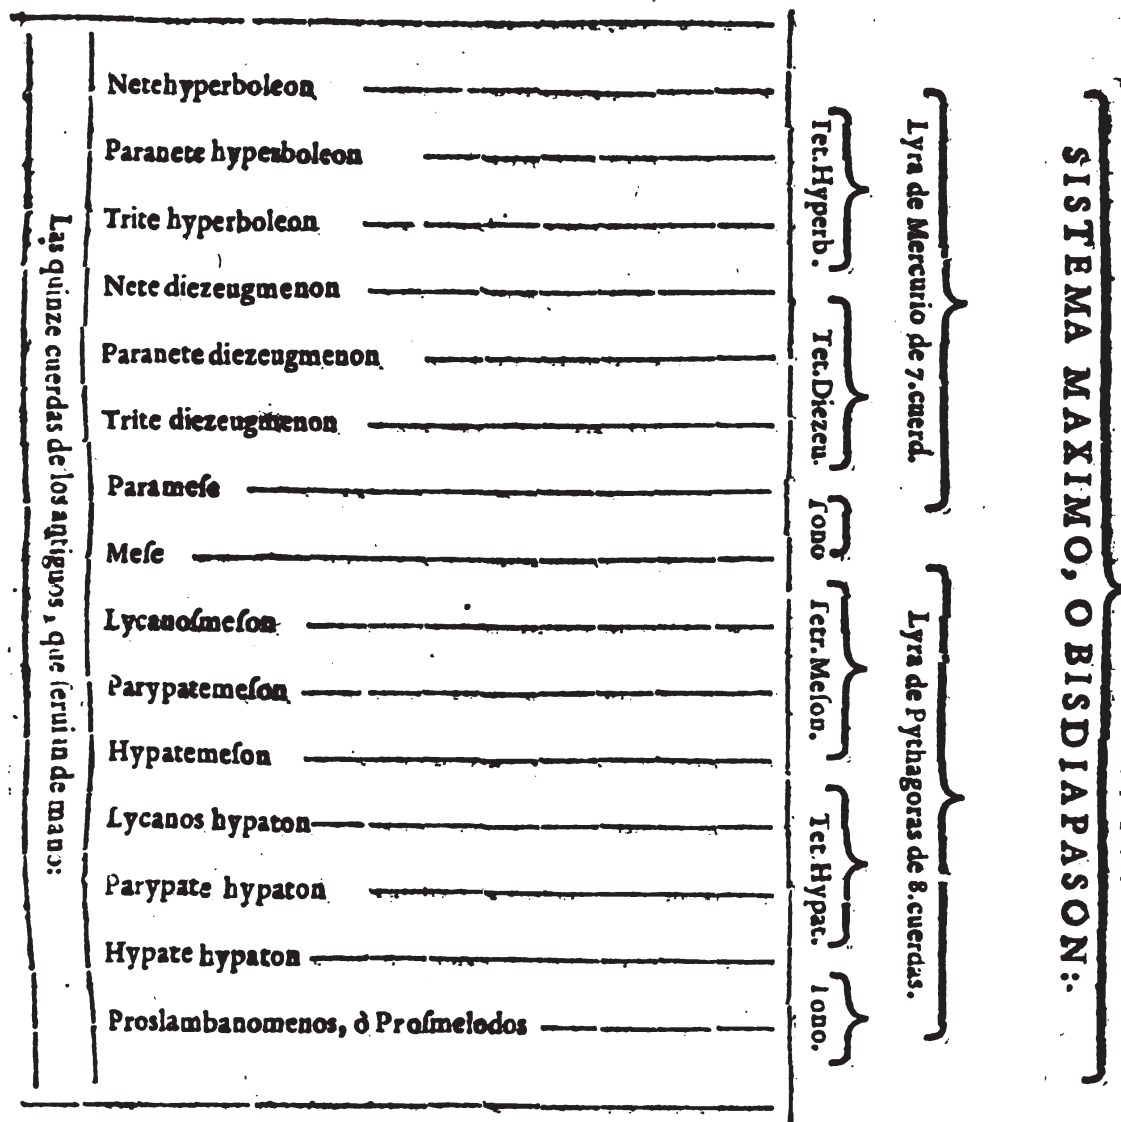 Las quinze cuerdas de los antiguos, que ſeruian de mano:
Netehyperboleon
Paranete hyperboleon
Trite hyperboleon
Nete diezeugmenon
Paranete diezeugmenon
Trite diezeugmenon
Parameſe
Meſe
Lycanoſmeſon
Parypatemeſon
Hypatemeſon
Lycanos hypaton
Parypate hypaton
Hypate hypaton
Proslambanomenos, ò Proſmelodos
Tet.Hyperb.
Tet.Diezeu.
Tono
Tetr.Meſon.
Tet.Hypat.
Tono.
Lyra de Mercurio de 7.cuerd.
Lyra de Pythagoras de 8.cuerdas.
SISTEMA MAXIMO, O BISDIAPASON:.